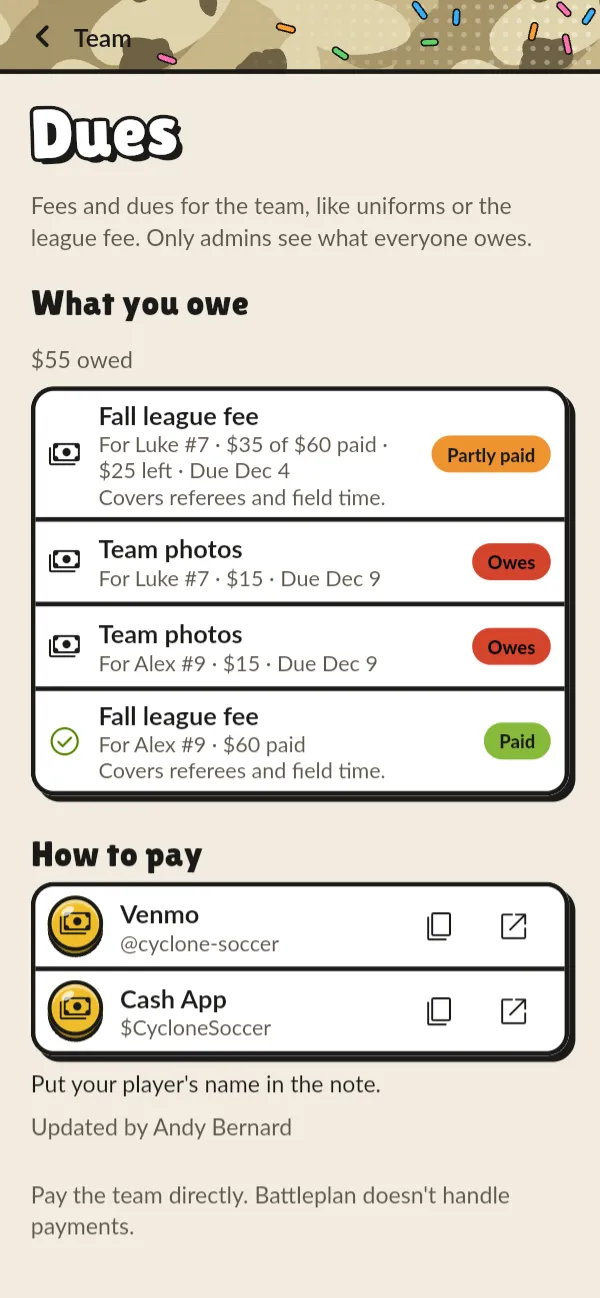 Team
Dues
Fees and dues for the team, like uniforms or the
league fee. Only admins see what everyone owes.
What you owe
$55 owed
Fall league fee
For Luke #7 · $35 of $60 paid ·
$25 left · Due Dec 4
Covers referees and field time.
Partly paid
Team photos
For Luke #7 · $15 · Due Dec 9
Owes
Team photos
For Alex #9 · $15 · Due Dec 9
Owes
Fall league fee
For Alex #9 · $60 paid
Covers referees and field time.
Paid
How to pay
Venmo
@cyclone-soccer
Cash App
$CycloneSoccer
Put your player's name in the note.
Updated by Andy Bernard
Pay the team directly. Battleplan doesn't handle
payments.